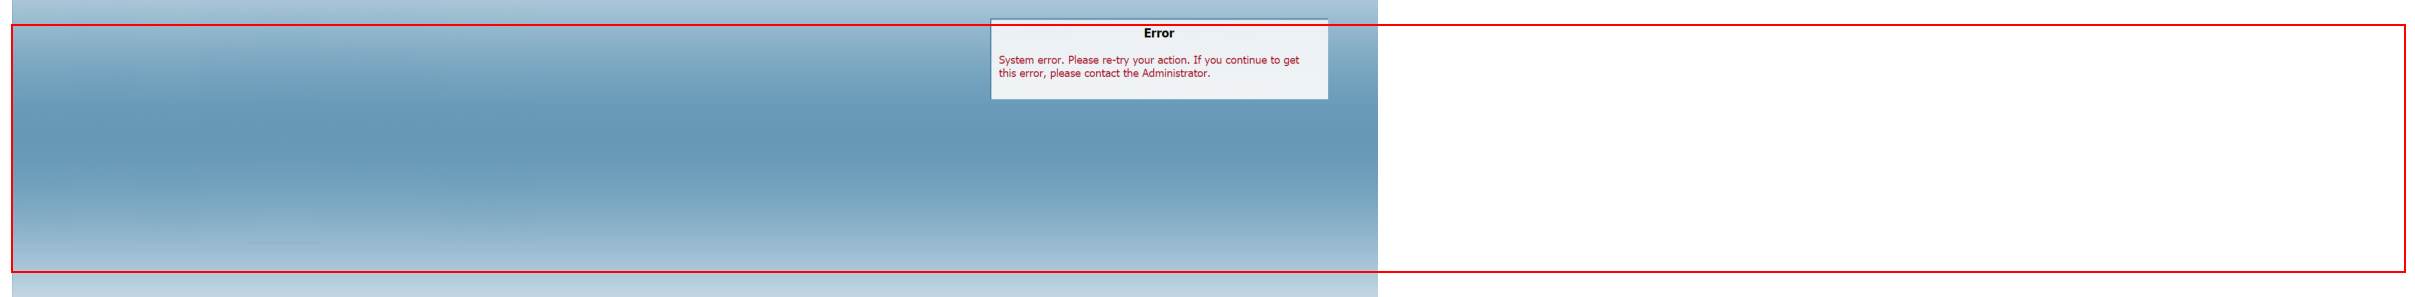 Error
System error. Please re-try your action. If you continue to get
this error, please contact the Administrator.